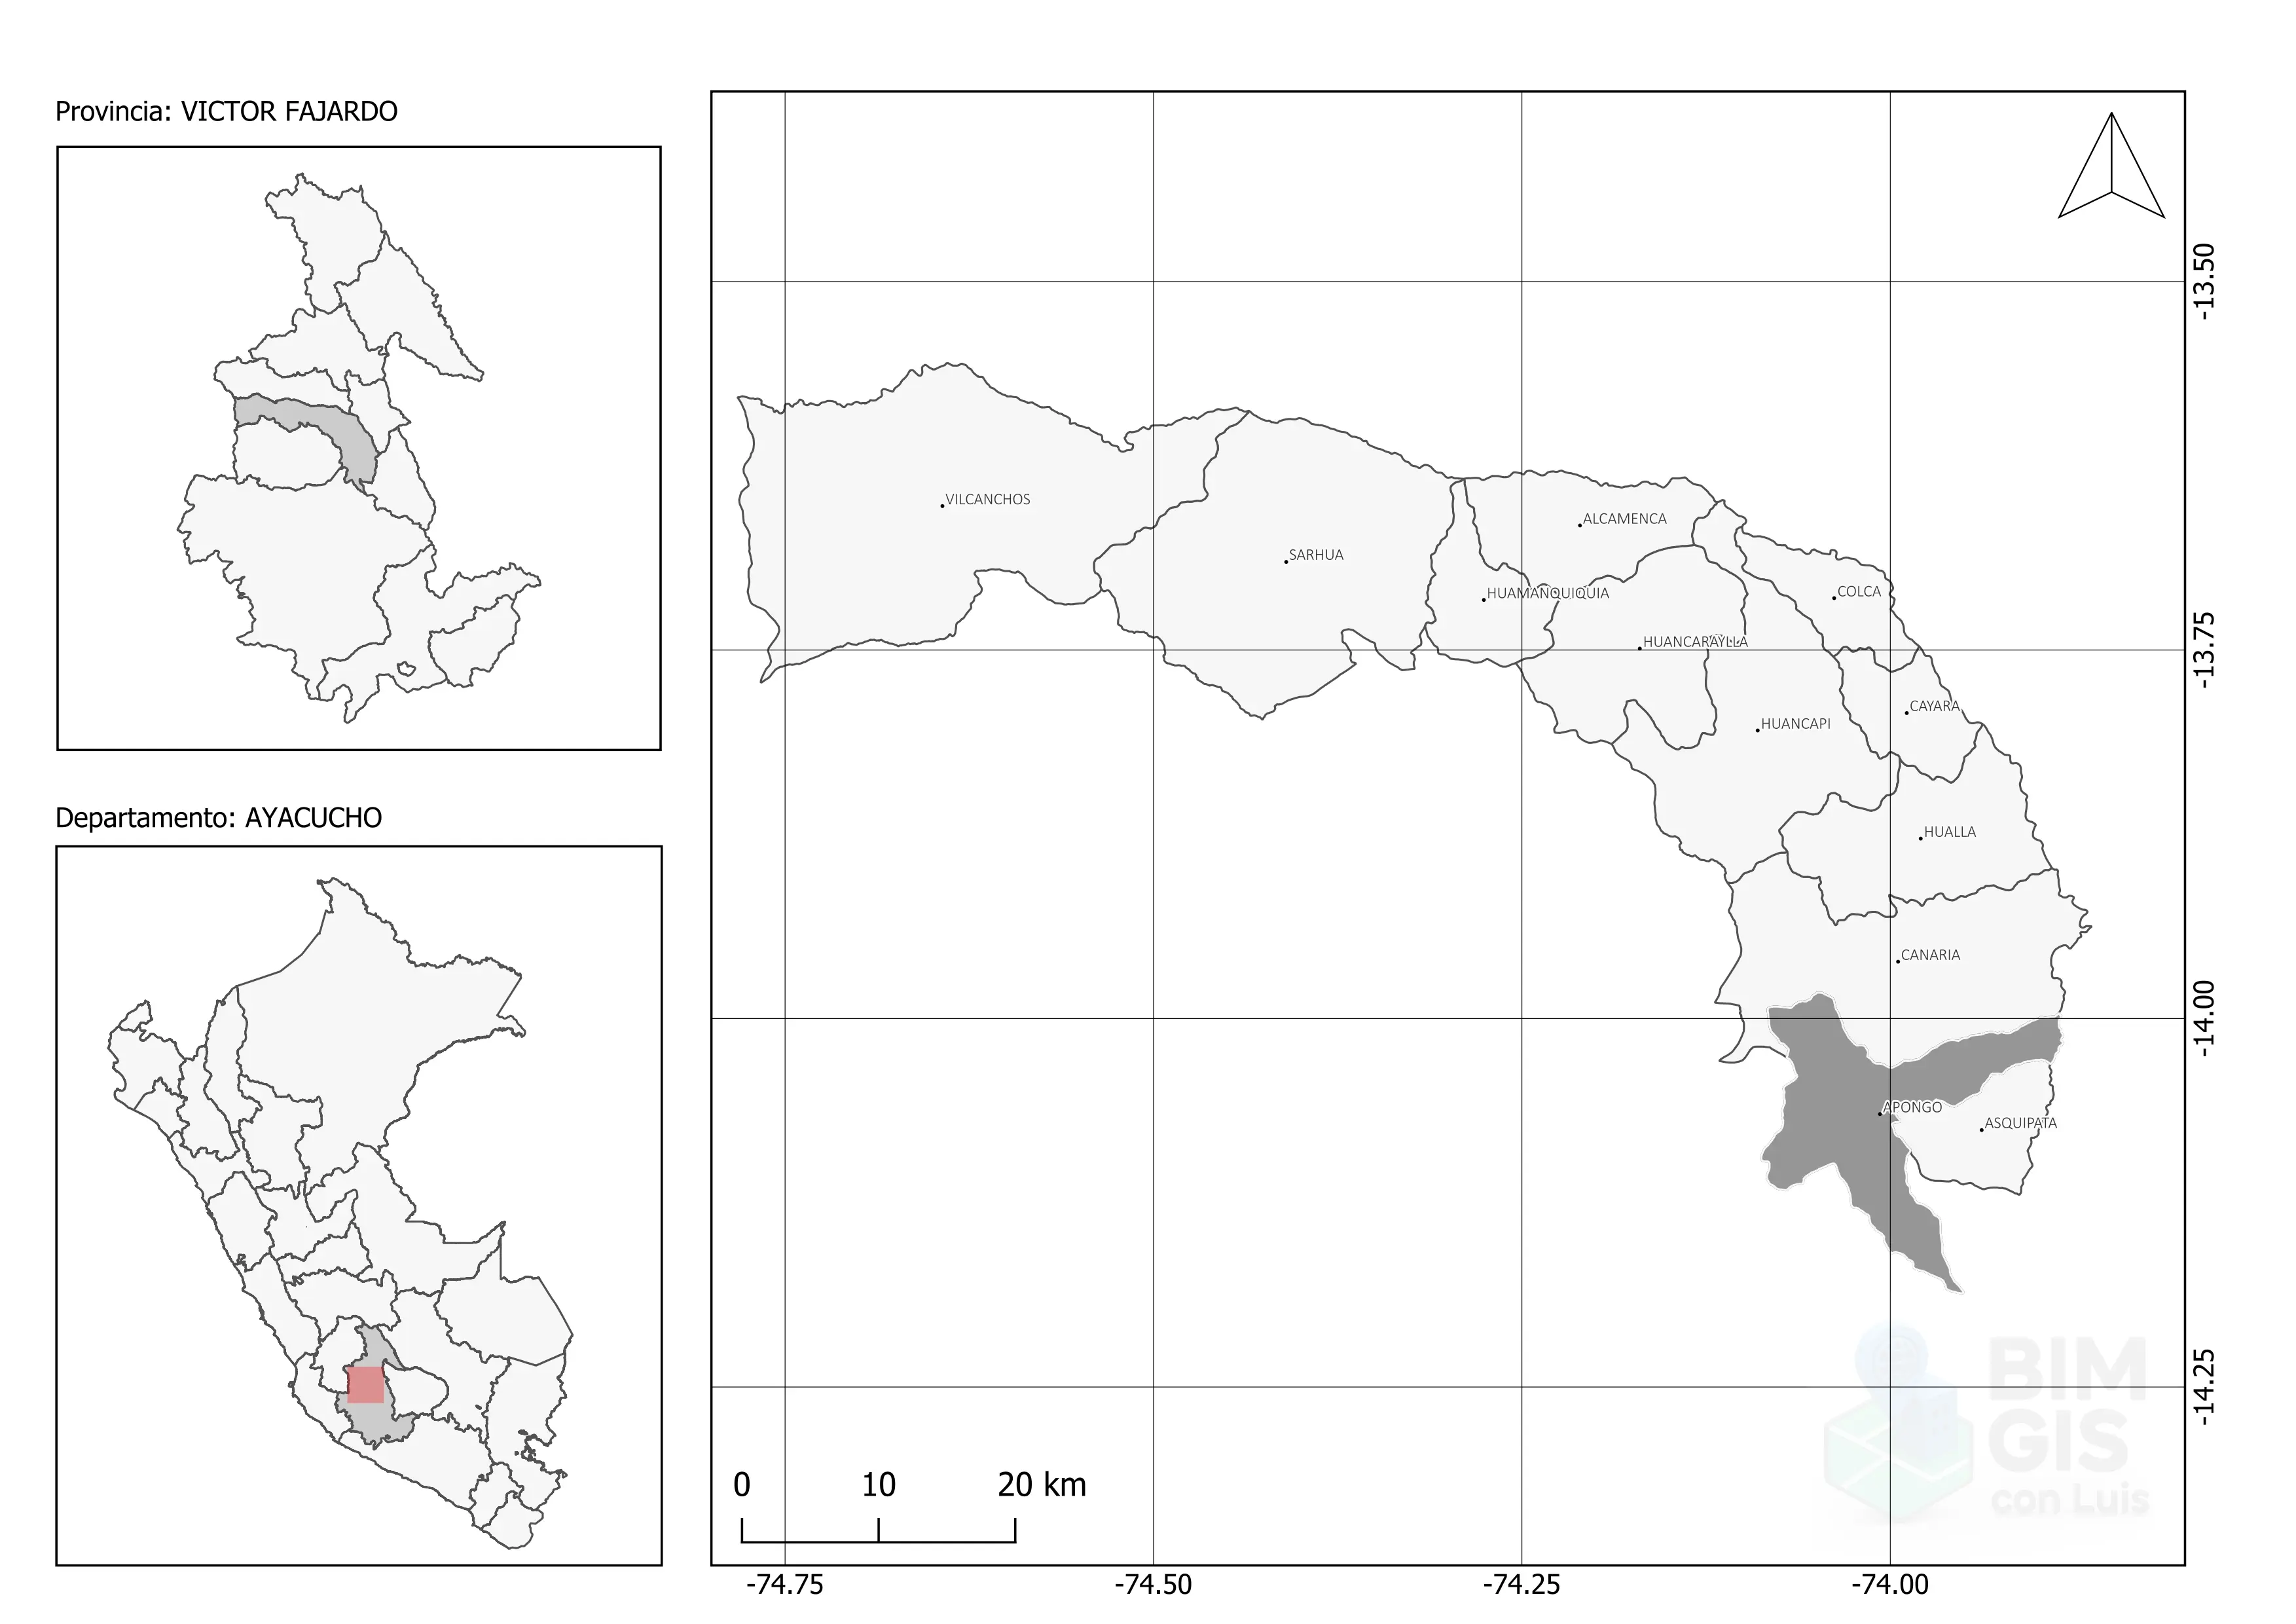 Provincia: VICTOR FAJARDO
Departamento: AYACUCHO
-13.50
-13.75
-14.00
-14.25
VILCANCHOS
SARHUA
ALCAMENCA
HUAMANQUIQUIA
COLCA
HUANCARAYLLA
CAYARA
HUANCAPI
HUALLA
CANARIA
APONGO
ASQUIPATA
BIM
GIS
con Luis
0 10 20 km
-74.75 -74.50 -74.25 -74.00